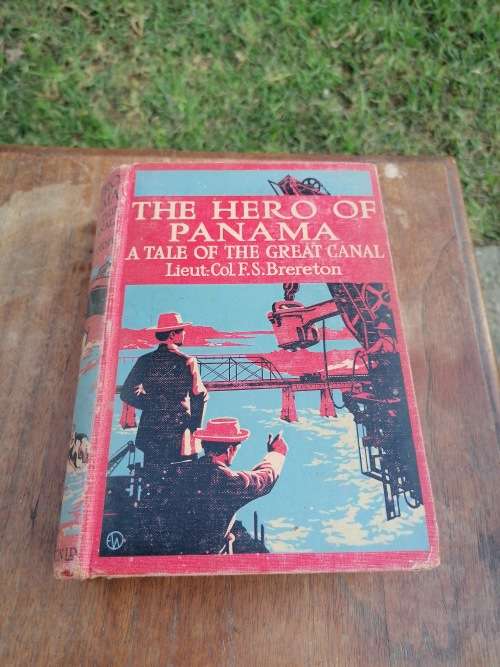 THE HERO OF
PANAMA
A TALE OF THE GREAT CANAL
Lieut.-Col. F.S. Brereton